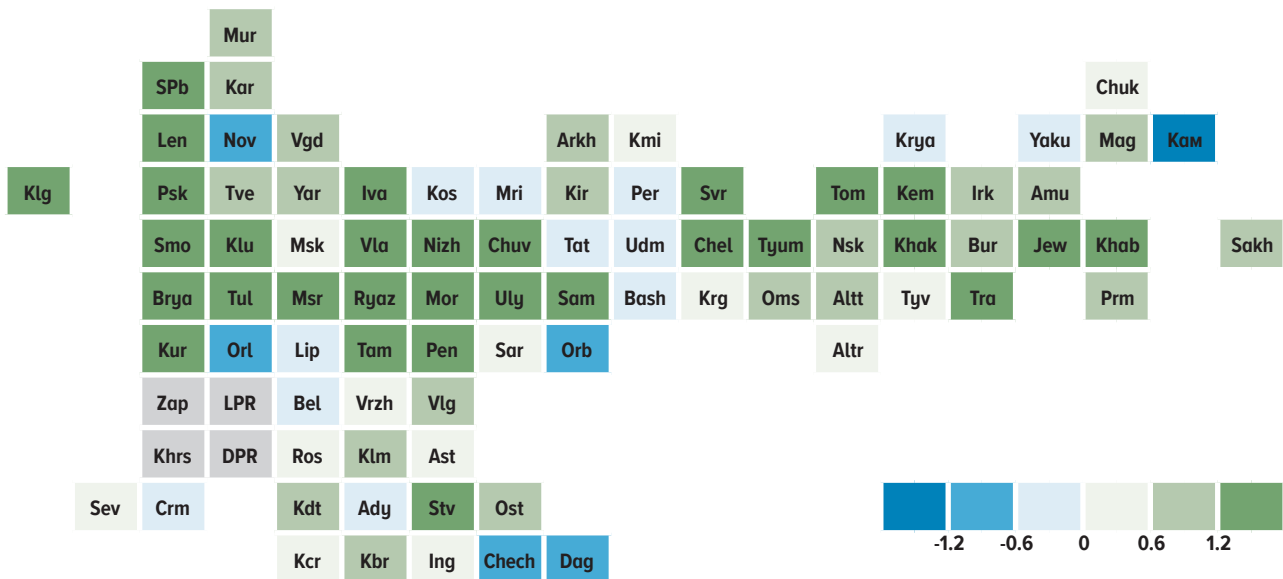 Mur
SPb Kar Chuk
Len Nov Vgd Arkh Kmi Krya Yaku Mag Кам
Klg Psk Tve Yar Iva Kos Mri Kir Per Svr Tom Kem Irk Amu
Smo Klu Msk Vla Nizh Chuv Tat Udm Chel Tyum Nsk Khak Bur Jew Khab Sakh
Brya Tul Msr Ryaz Mor Uly Sam Bash Krg Oms Altt Tyv Tra Prm
Kur Orl Lip Tam Pen Sar Orb Altr
Zap LPR Bel Vrzh Vlg
Khrs DPR Ros Klm Ast
Sev Crm Kdt Ady Stv Ost
-1.2 -0.6 0 0.6 1.2
Kcr Kbr Ing Chech Dag